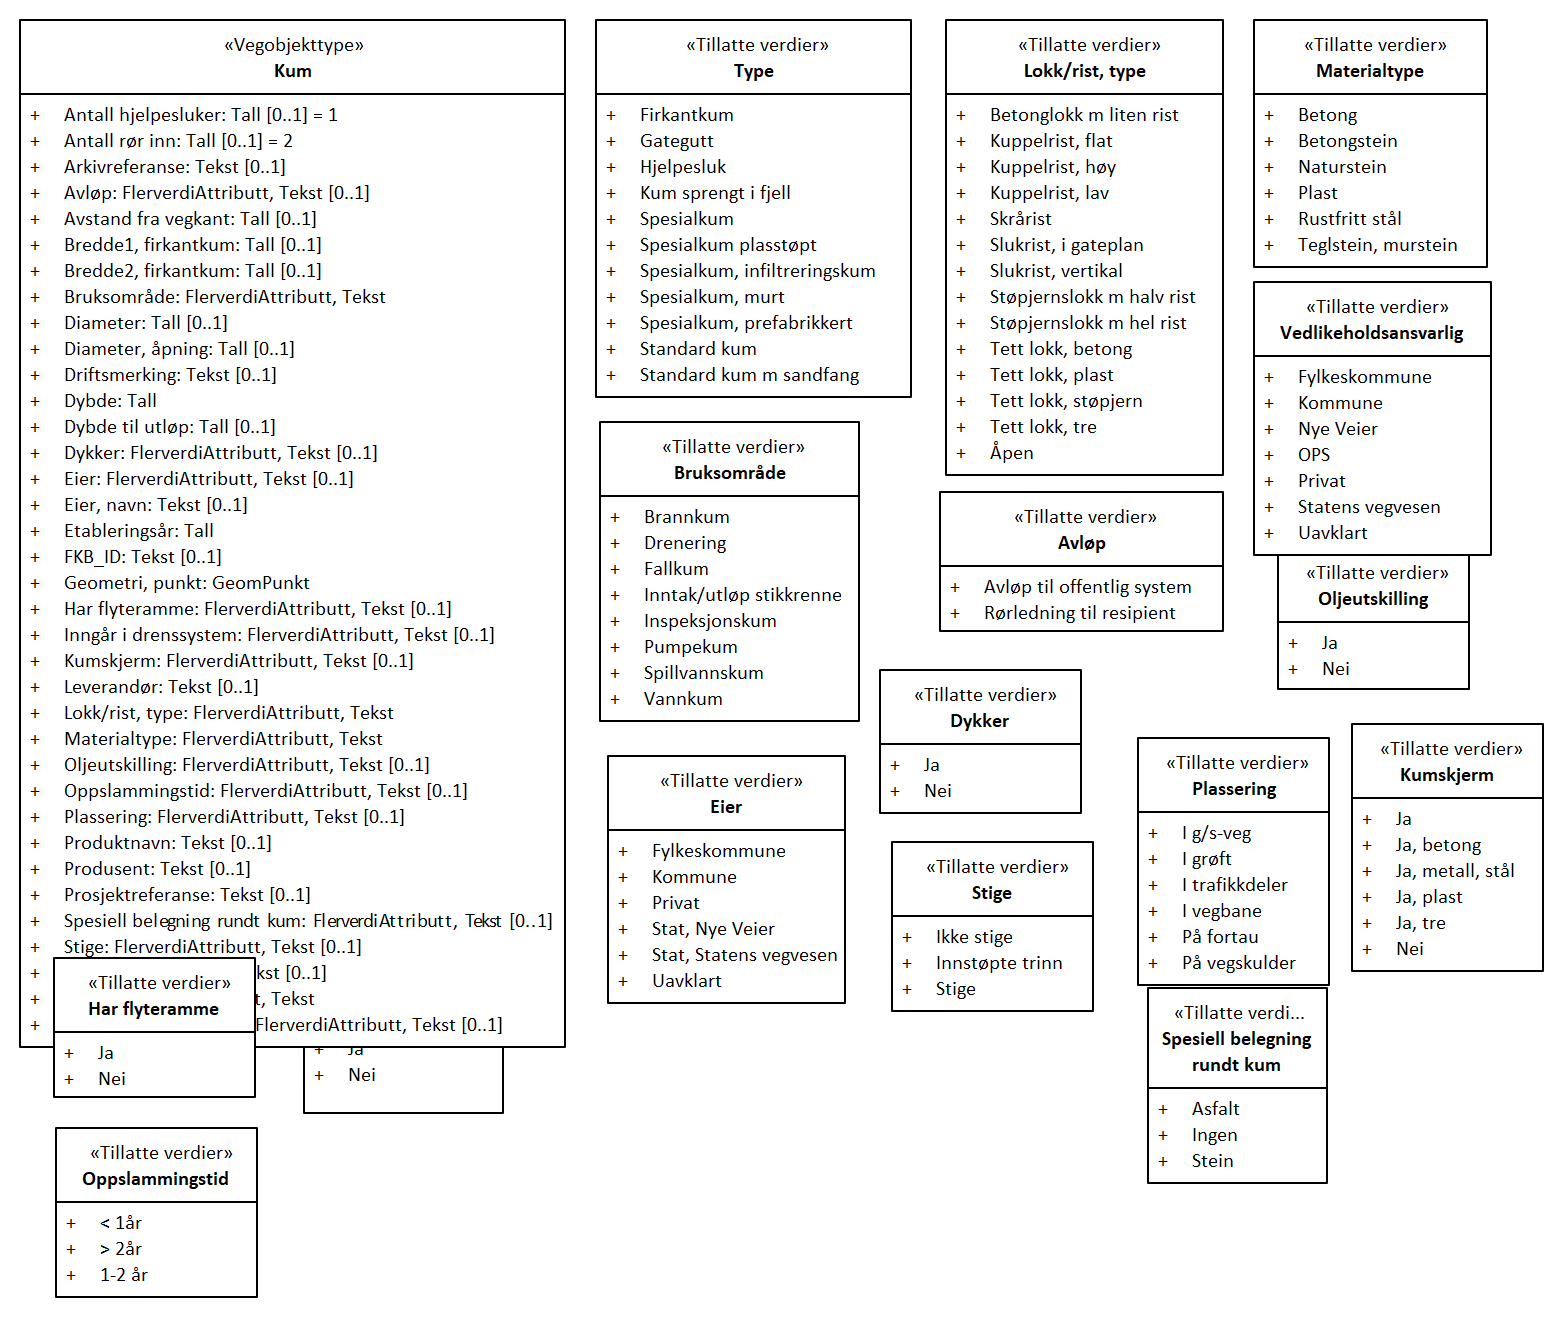 «Vegobjekttype»
Kum
+ Antall hjelpesluker: Tall [0..1] = 1
+ Antall rør inn: Tall [0..1] = 2
+ Arkivreferanse: Tekst [0..1]
+ Avløp: FlerverdiAttributt, Tekst [0..1]
+ Avstand fra vegkant: Tall [0..1]
+ Bredde1, firkantkum: Tall [0..1]
+ Bredde2, firkantkum: Tall [0..1]
+ Bruksområde: FlerverdiAttributt, Tekst
+ Diameter: Tall [0..1]
+ Diameter, åpning: Tall [0..1]
+ Driftsmerking: Tekst [0..1]
+ Dybde: Tall
+ Dybde til utløp: Tall [0..1]
+ Dykker: FlerverdiAttributt, Tekst [0..1]
+ Eier: FlerverdiAttributt, Tekst [0..1]
+ Eier, navn: Tekst [0..1]
+ Etableringsår: Tall
+ FKB_ID: Tekst [0..1]
+ Geometri, punkt: GeomPunkt
+ Har flyteramme: FlerverdiAttributt, Tekst [0..1]
+ Inngår i drenssystem: FlerverdiAttributt, Tekst [0..1]
+ Kumskjerm: FlerverdiAttributt, Tekst [0..1]
+ Leverandør: Tekst [0..1]
+ Lokk/rist, type: FlerverdiAttributt, Tekst
+ Materialtype: FlerverdiAttributt, Tekst
+ Oljeutskilling: FlerverdiAttributt, Tekst [0..1]
+ Oppslammingstid: FlerverdiAttributt, Tekst [0..1]
+ Plassering: FlerverdiAttributt, Tekst [0..1]
+ Produktnavn: Tekst [0..1]
+ Produsent: Tekst [0..1]
+ Prosjektreferanse: Tekst [0..1]
+ Spesiell belegning rundt kum: FlerverdiAttributt, Tekst [0..1]
+ Stige: FlerverdiAttributt, Tekst [0..1]
+ kst [0..1]
+ t, Tekst
+ FlerverdiAttributt, Tekst [0..1]
«Tillatte verdier»
Har flyteramme
+ Ja
+ Nei
+ Ja
+ Nei
«Tillatte verdier»
Oppslammingstid
+ < 1år
+ > 2år
+ 1-2 år
«Tillatte verdier»
Type
+ Firkantkum
+ Gategutt
+ Hjelpesluk
+ Kum sprengt i fjell
+ Spesialkum
+ Spesialkum plasstøpt
+ Spesialkum, infiltreringskum
+ Spesialkum, murt
+ Spesialkum, prefabrikkert
+ Standard kum
+ Standard kum m sandfang
«Tillatte verdier»
Bruksområde
+ Brannkum
+ Drenering
+ Fallkum
+ Inntak/utløp stikkrenne
+ Inspeksjonskum
+ Pumpekum
+ Spillvannskum
+ Vannkum
«Tillatte verdier»
Eier
+ Fylkeskommune
+ Kommune
+ Privat
+ Stat, Nye Veier
+ Stat, Statens vegvesen
+ Uavklart
«Tillatte verdier»
Lokk/rist, type
+ Betonglokk m liten rist
+ Kuppelrist, flat
+ Kuppelrist, høy
+ Kuppelrist, lav
+ Skrårist
+ Slukrist, i gateplan
+ Slukrist, vertikal
+ Støpjernslokk m halv rist
+ Støpjernslokk m hel rist
+ Tett lokk, betong
+ Tett lokk, plast
+ Tett lokk, støpjern
+ Tett lokk, tre
+ Åpen
«Tillatte verdier»
Avløp
+ Avløp til offentlig system
+ Rørledning til resipient
«Tillatte verdier»
Dykker
+ Ja
+ Nei
«Tillatte verdier»
Stige
+ Ikke stige
+ Innstøpte trinn
+ Stige
«Tillatte verdier»
Materialtype
+ Betong
+ Betongstein
+ Naturstein
+ Plast
+ Rustfritt stål
+ Teglstein, murstein
«Tillatte verdier»
Vedlikeholdsansvarlig
+ Fylkeskommune
+ Kommune
+ Nye Veier
+ OPS
+ Privat
+ Statens vegvesen
+ Uavklart
«Tillatte verdier»
Oljeutskilling
+ Ja
+ Nei
«Tillatte verdier»
Plassering
+ I g/s-veg
+ I grøft
+ I trafikkdeler
+ I vegbane
+ På fortau
+ På vegskulder
«Tillatte verdier»
Kumskjerm
+ Ja
+ Ja, betong
+ Ja, metall, stål
+ Ja, plast
+ Ja, tre
+ Nei
«Tillatte verdi...
Spesiell belegning
rundt kum
+ Asfalt
+ Ingen
+ Stein